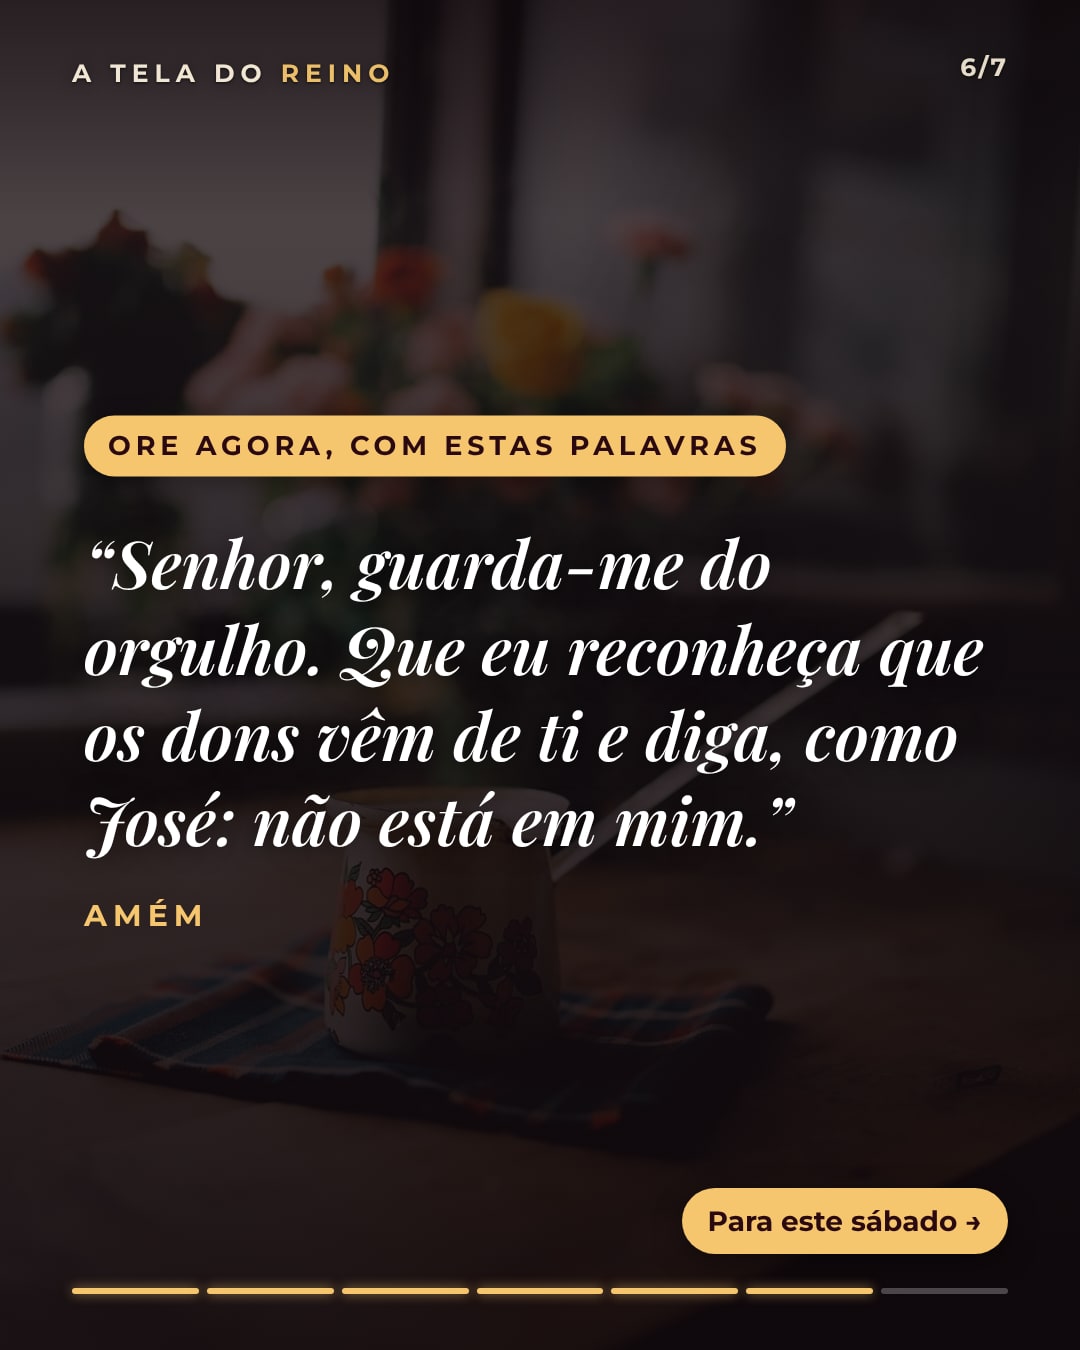 A TELA DO REINO
6/7
ORE AGORA, COM ESTAS PALAVRAS
“Senhor, guarda-me do
orgulho. Que eu reconheça que
os dons vêm de ti e diga, como
José: não está em mim.”
AMÉM
Para este sábado →